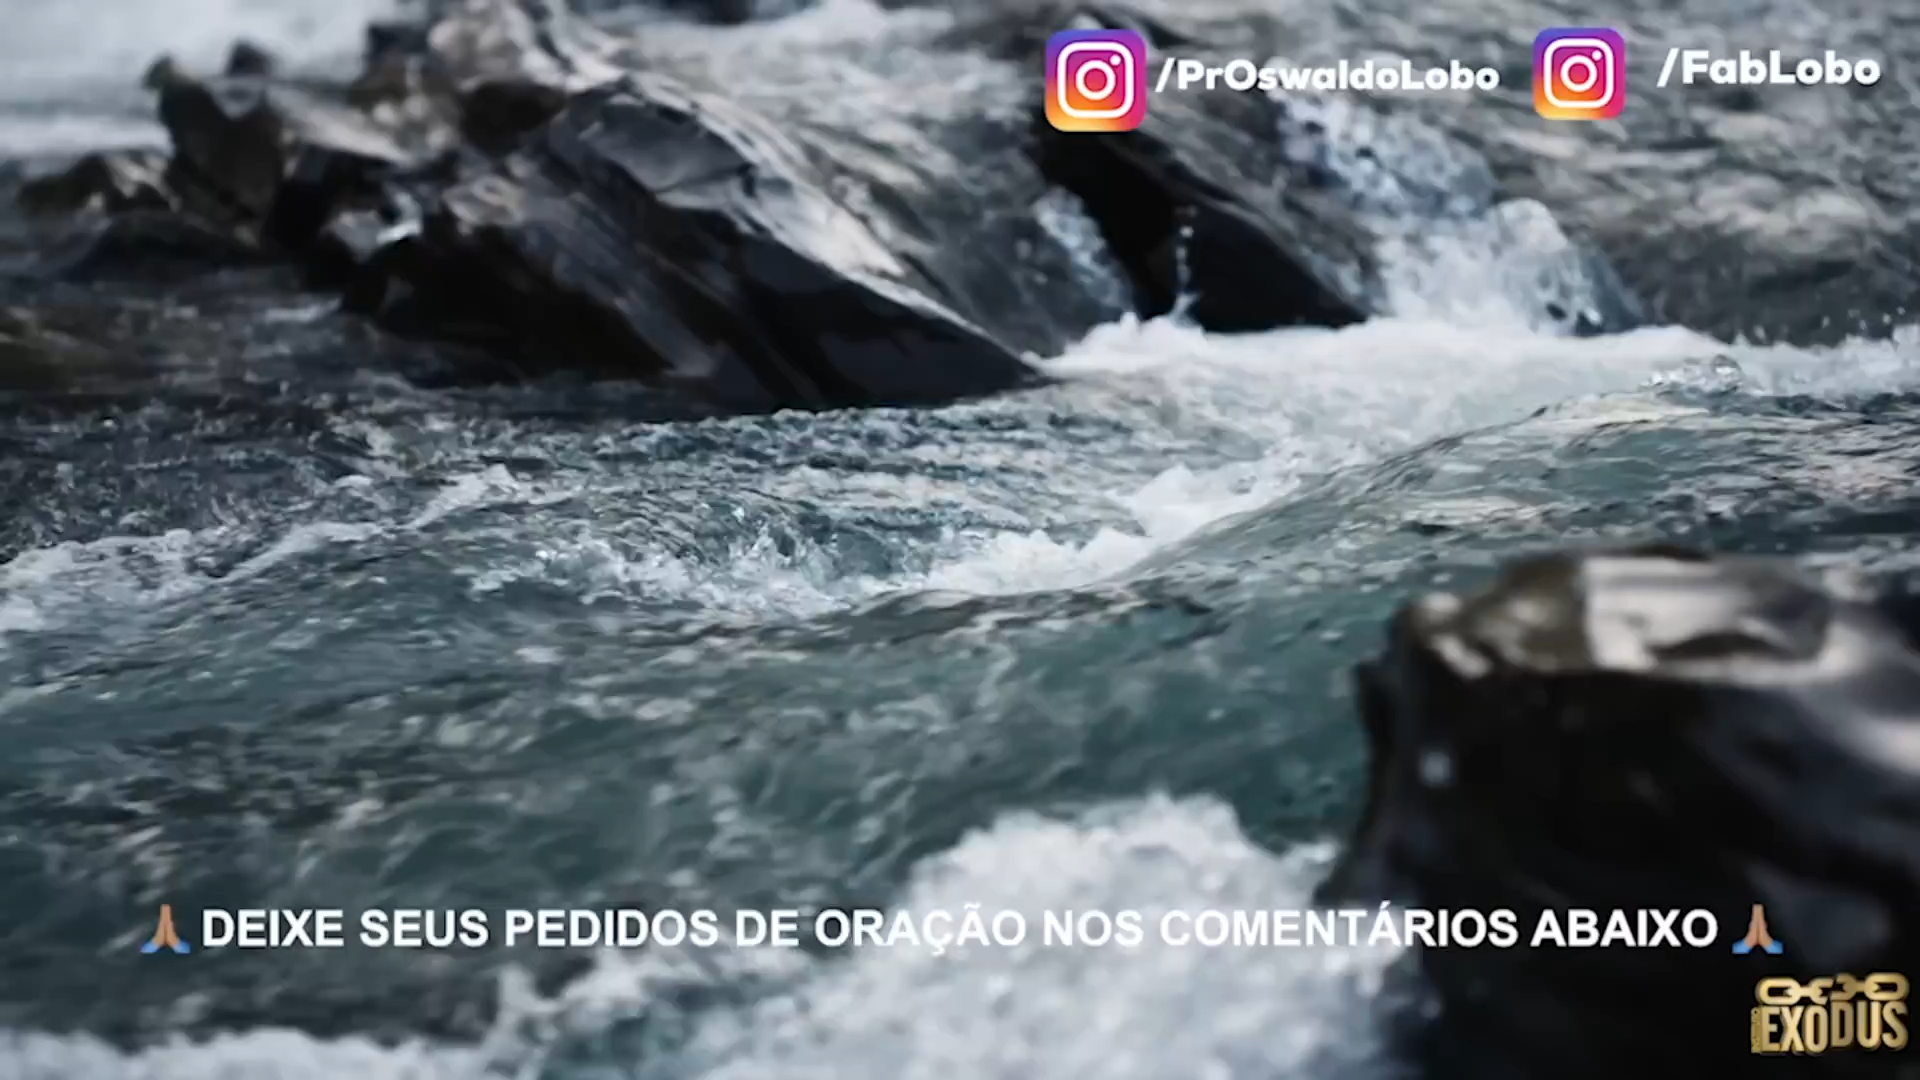 /PrOswaldoLobo
/FabLobo
🙏🏽 DEIXE SEUS PEDIDOS DE ORAÇÃO NOS COMENTÁRIOS ABAIXO 🙏🏽
EXODUS